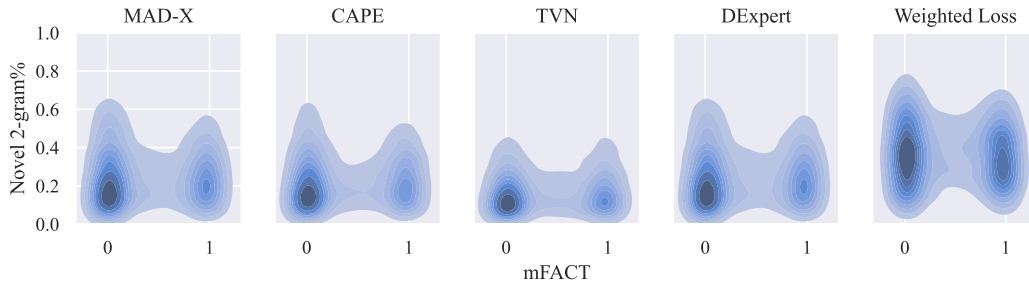 MAD-X CAPE TVN DExpert Weighted Loss
Novel 2-gram%
1.0
0.8
0.6
0.4
0.2
0.0
0 1 0 1 0 1 0 1 0 1
mFACT